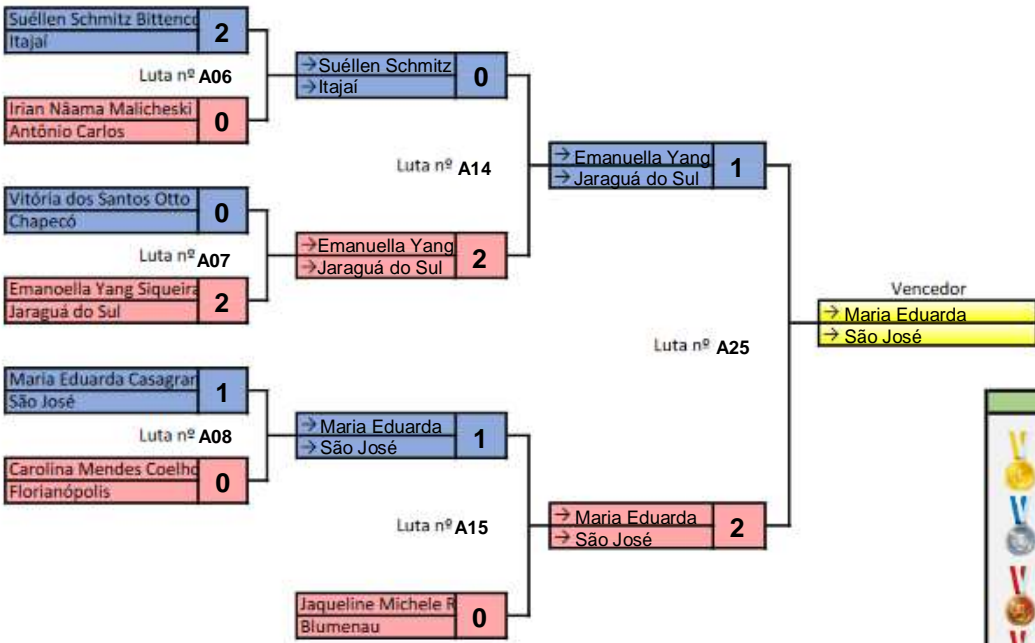 Suéllen Schmitz Bittenco
Itajaí
2
Luta nº A06
Irian Nâama Malicheski
Antônio Carlos
0
Suéllen Schmitz
Itajaí
0
Luta nº A14
Vitória dos Santos Otto
Chapecó
0
Luta nº A07
Emanoella Yang Siqueira
Jaraguá do Sul
2
Emanuella Yang
Jaraguá do Sul
2
Emanuella Yang
Jaraguá do Sul
1
Luta nº A25
Vencedor
Maria Eduarda
São José
Maria Eduarda Casagran
São José
1
Luta nº A08
Carolina Mendes Coelho
Florianópolis
0
Maria Eduarda
São José
1
Luta nº A15
Jaqueline Michele R
Blumenau
0
Maria Eduarda
São José
2